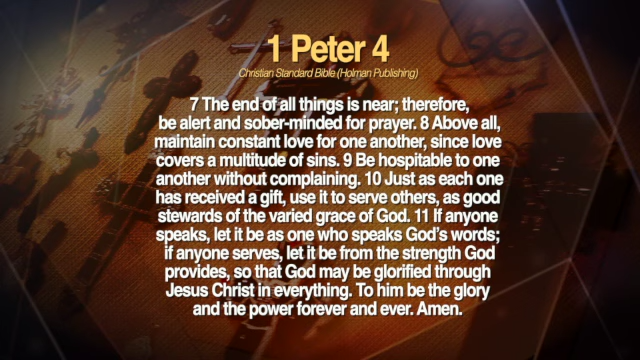 1 Peter 4
Christian Standard Bible (Holman Publishing)
7 The end of all things is near; therefore,
be alert and sober-minded for prayer. 8 Above all,
maintain constant love for one another, since love
covers a multitude of sins. 9 Be hospitable to one
another without complaining. 10 Just as each one
has received a gift, use it to serve others, as good
stewards of the varied grace of God. 11 If anyone
speaks, let it be as one who speaks God's words;
if anyone serves, let it be from the strength God
provides, so that God may be glorified through
Jesus Christ in everything. To him be the glory
and the power forever and ever. Amen.